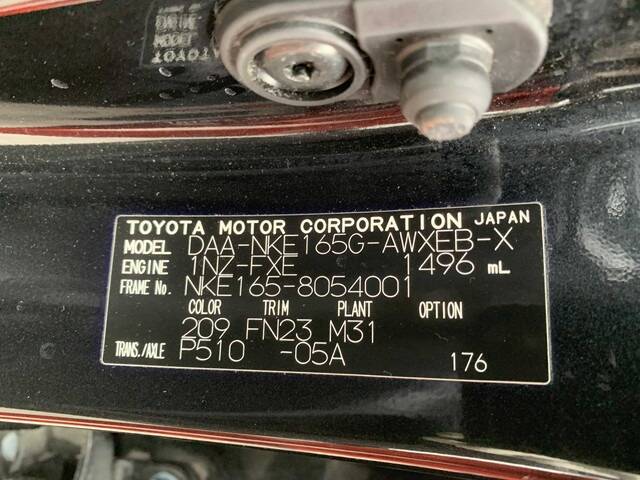 TOYOTA MOTOR CORPORATION JAPAN
MODEL DAA-NKE165G-AWXEB-X
ENGINE 1NZ-FXE 1496 mL
FRAME No. NKE165-8054001
COLOR TRIM PLANT OPTION
209 FN23 M31
TRANS./AXLE P510 -05A 176